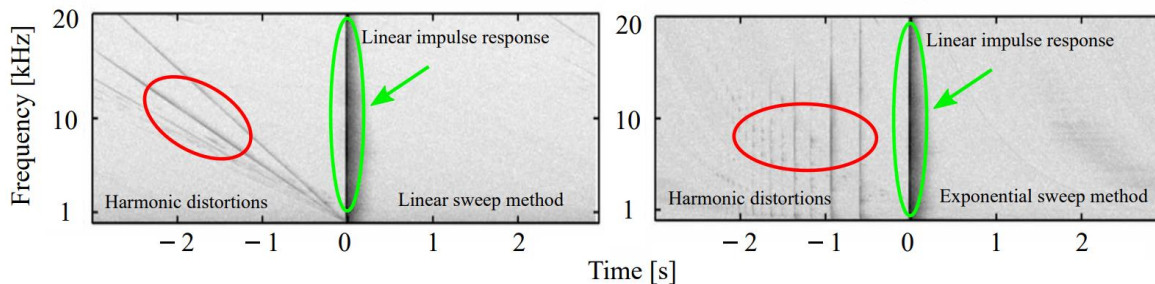 Frequency [kHz]
20
10
1
Linear impulse response
Harmonic distortions
Linear sweep method
−2
−1
0
1
2
20
10
1
Linear impulse response
Harmonic distortions
Exponential sweep method
−2
−1
0
1
2
Time [s]